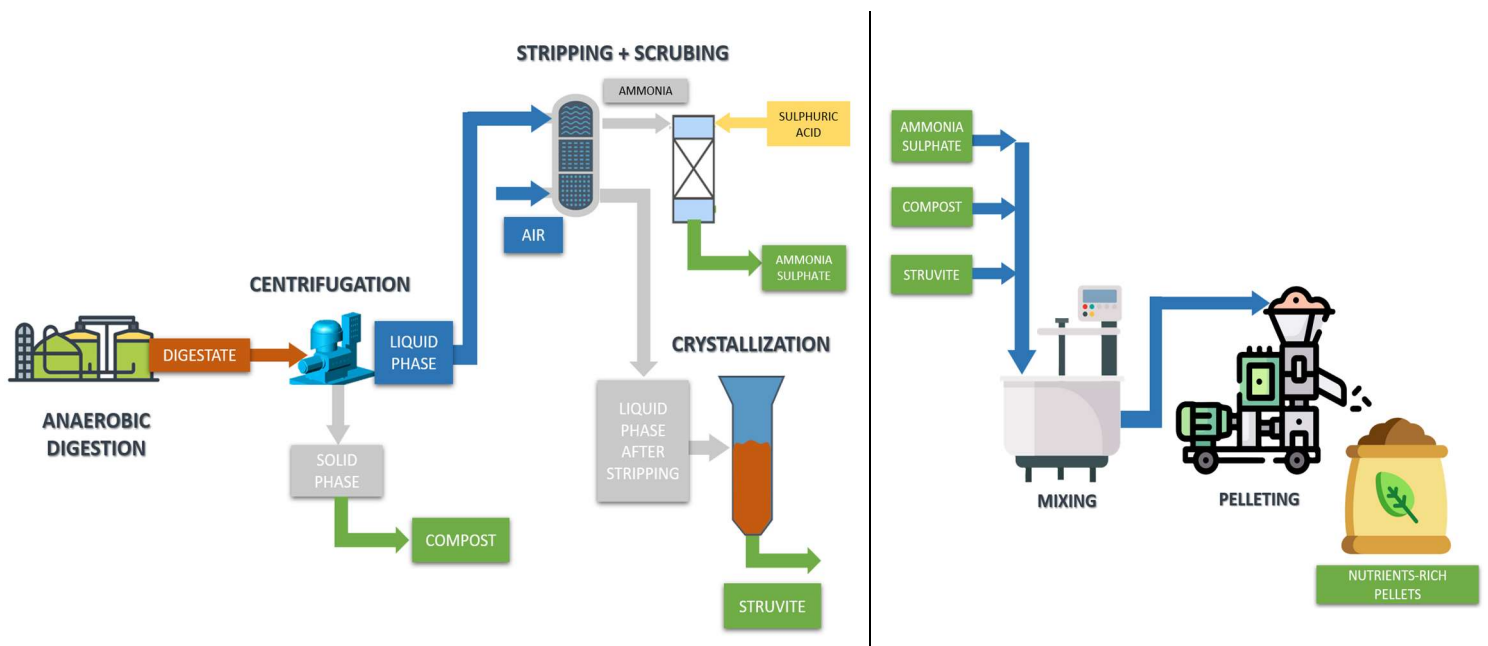 STRIPPING + SCRUBING
AMMONIA
SULPHURIC
ACID
AIR
AMMONIA
SULPHATE
CENTRIFUGATION
DIGESTATE
LIQUID
PHASE
ANAEROBIC
DIGESTION
SOLID
PHASE
COMPOST
CRYSTALLIZATION
LIQUID
PHASE
AFTER
STRIPPING
STRUVITE
AMMONIA
SULPHATE
COMPOST
STRUVITE
MIXING
PELLETING
NUTRIENTS-RICH
PELLETS